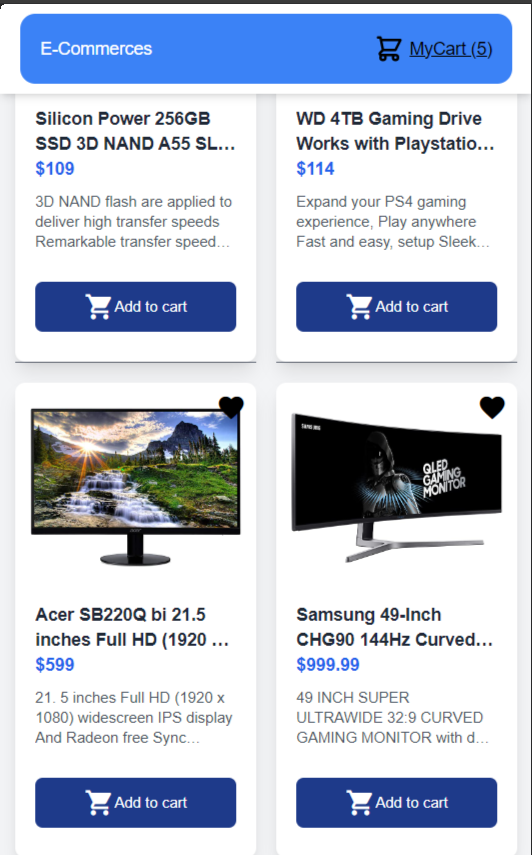 E-Commerces
MyCart (5)
Silicon Power 256GB
SSD 3D NAND A55 SL…
$109
3D NAND flash are applied to
deliver high transfer speeds
Remarkable transfer speed…
Add to cart
WD 4TB Gaming Drive
Works with Playstatio…
$114
Expand your PS4 gaming
experience, Play anywhere
Fast and easy, setup Sleek…
Add to cart
acer
Acer SB220Q bi 21.5
inches Full HD (1920 …
$599
21. 5 inches Full HD (1920 x
1080) widescreen IPS display
And Radeon free Sync…
Add to cart
SAMSUNG
QLED
GAMING
MONITOR
Samsung 49-Inch
CHG90 144Hz Curved…
$999.99
49 INCH SUPER
ULTRAWIDE 32:9 CURVED
GAMING MONITOR with d…
Add to cart